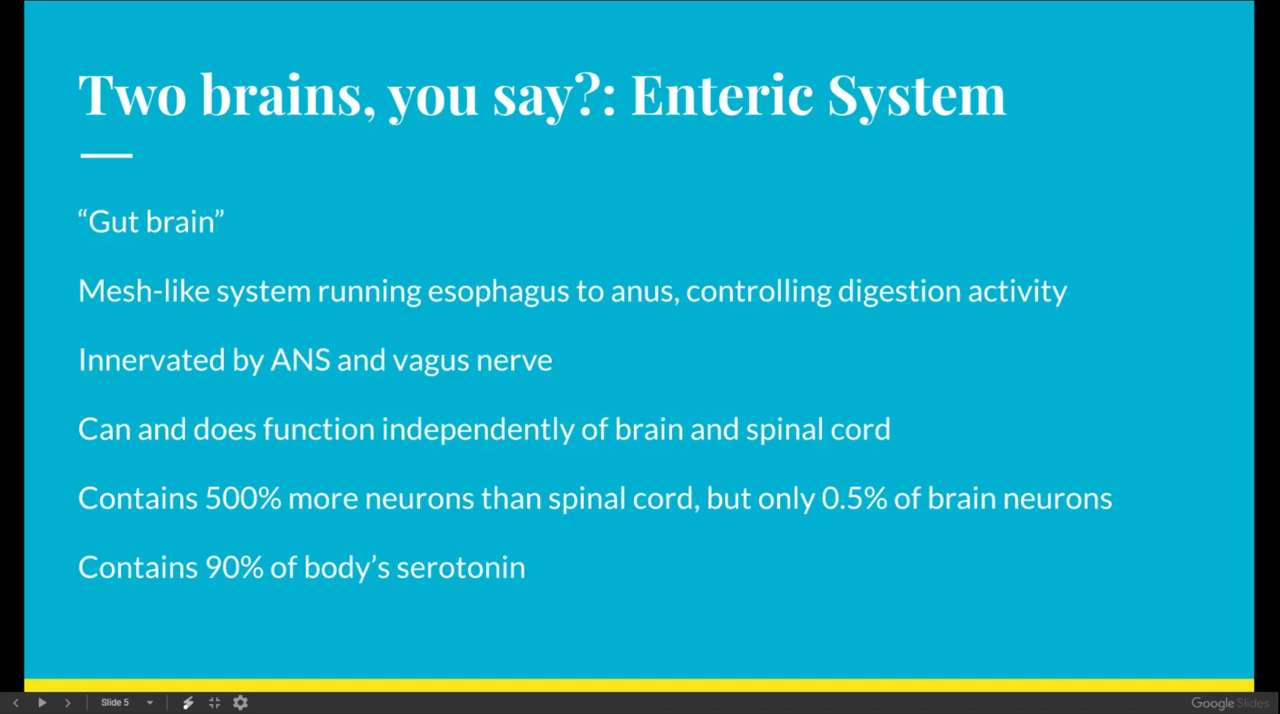 Two brains, you say?: Enteric System
“Gut brain”
Mesh-like system running esophagus to anus, controlling digestion activity
Innervated by ANS and vagus nerve
Can and does function independently of brain and spinal cord
Contains 500% more neurons than spinal cord, but only 0.5% of brain neurons
Contains 90% of body’s serotonin
Slide 5
Google Slides